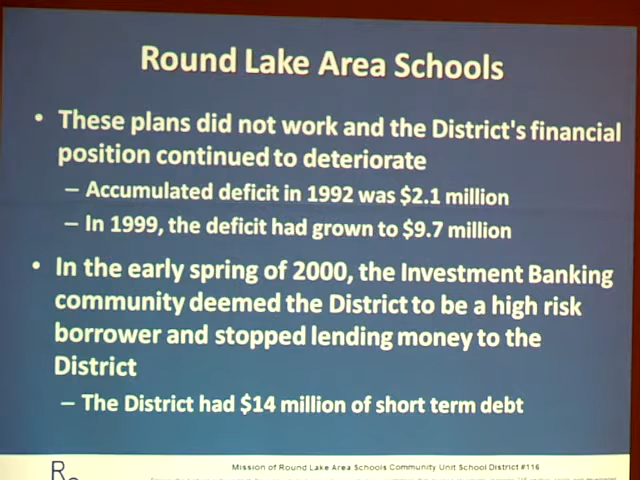 Round Lake Area Schools
• These plans did not work and the District's financial
position continued to deteriorate
– Accumulated deficit in 1992 was $2.1 million
– In 1999, the deficit had grown to $9.7 million
• In the early spring of 2000, the Investment Banking
community deemed the District to be a high risk
borrower and stopped lending money to the
District
– The District had $14 million of short term debt
Mission of Round Lake Area Schools Community Unit School District #116
R